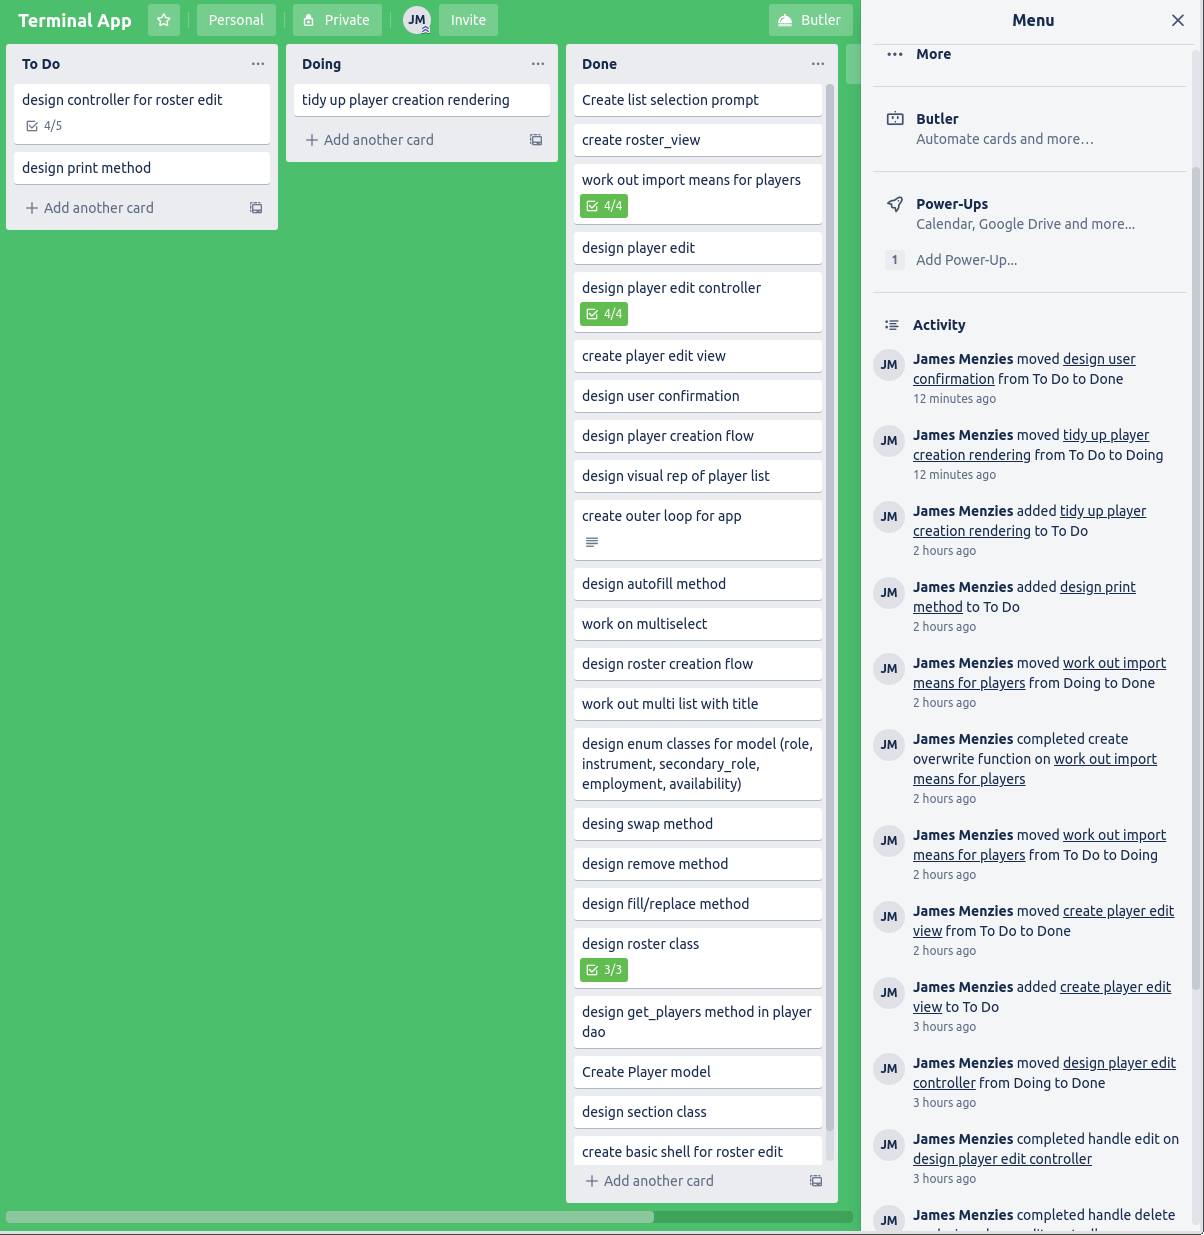 Terminal App
Personal
Private
JM
Invite
Butler
To Do
design controller for roster edit
4/5
design print method
Add another card
Doing
tidy up player creation rendering
Add another card
Done
Create list selection prompt
create roster_view
work out import means for players
4/4
design player edit
design player edit controller
4/4
create player edit view
design user confirmation
design player creation flow
design visual rep of player list
create outer loop for app
design autofill method
work on multiselect
design roster creation flow
work out multi list with title
design enum classes for model (role,
instrument, secondary_role,
employment, availability)
desing swap method
design remove method
design fill/replace method
design roster class
3/3
design get_players method in player
dao
Create Player model
design section class
create basic shell for roster edit
Add another card
Menu
More
Butler
Automate cards and more…
Power-Ups
Calendar, Google Drive and more...
1
Add Power-Up...
Activity
JM
James Menzies moved design user
confirmation from To Do to Done
12 minutes ago
JM
James Menzies moved tidy up player
creation rendering from To Do to Doing
12 minutes ago
JM
James Menzies added tidy up player
creation rendering to To Do
2 hours ago
JM
James Menzies added design print
method to To Do
2 hours ago
JM
James Menzies moved work out import
means for players from Doing to Done
2 hours ago
JM
James Menzies completed create
overwrite function on work out import
means for players
2 hours ago
JM
James Menzies moved work out import
means for players from To Do to Doing
2 hours ago
JM
James Menzies moved create player edit
view from To Do to Done
2 hours ago
JM
James Menzies added create player edit
view to To Do
3 hours ago
JM
James Menzies moved design player edit
controller from Doing to Done
3 hours ago
JM
James Menzies completed handle edit on
design player edit controller
3 hours ago
JM
James Menzies completed handle delete